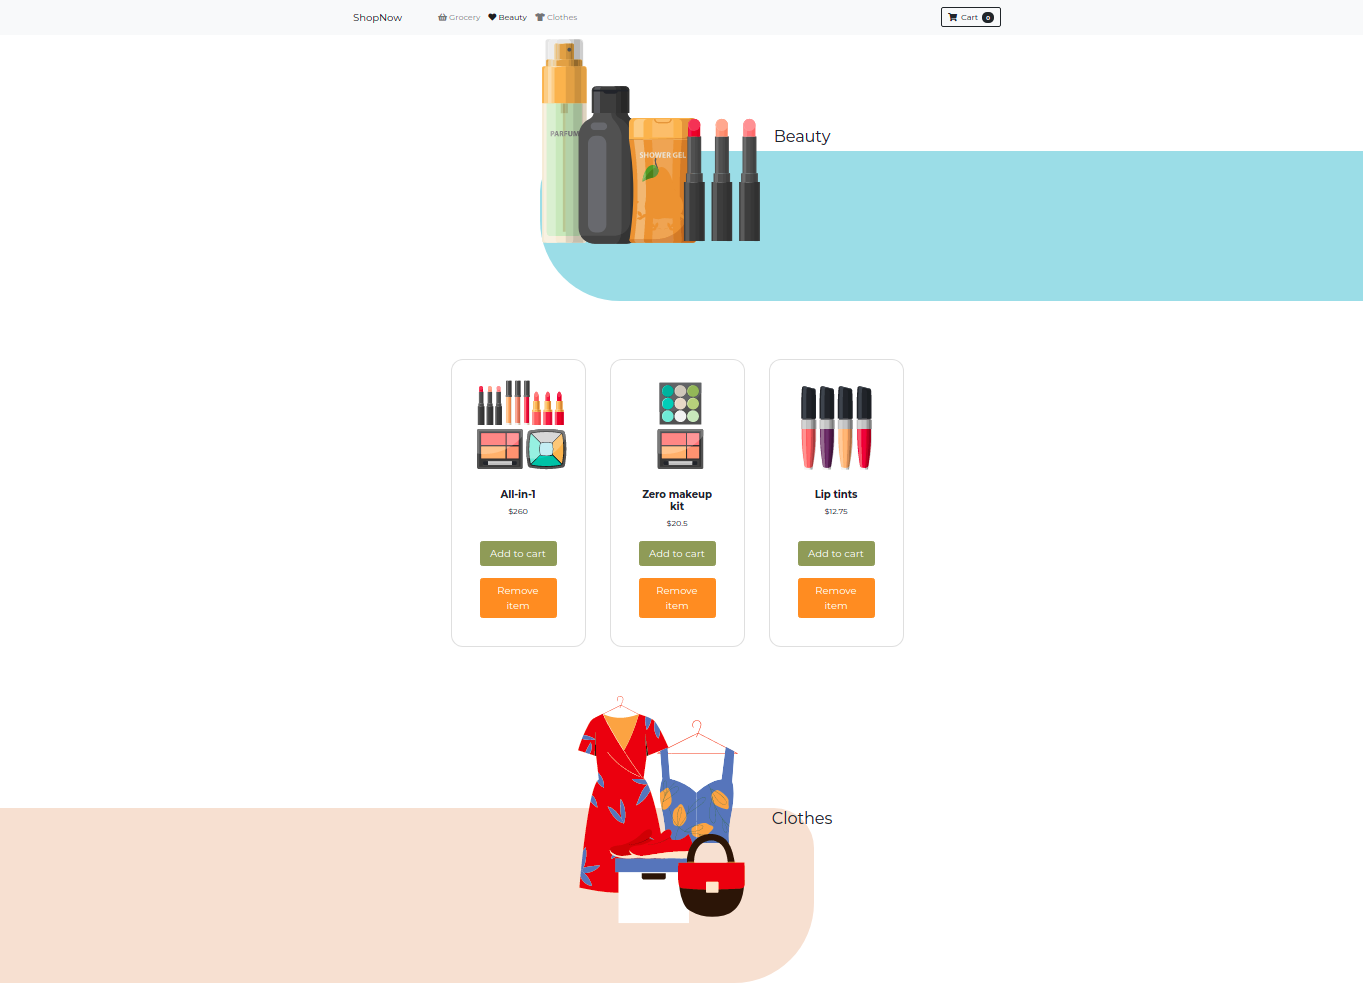 ShopNow Grocery Beauty Clothes Cart 0
PARFUM
SHOWER GEL
Beauty
All-in-1
$260
Add to cart
Remove
item
Zero makeup
kit
$20.5
Add to cart
Remove
item
Lip tints
$12.75
Add to cart
Remove
item
Clothes